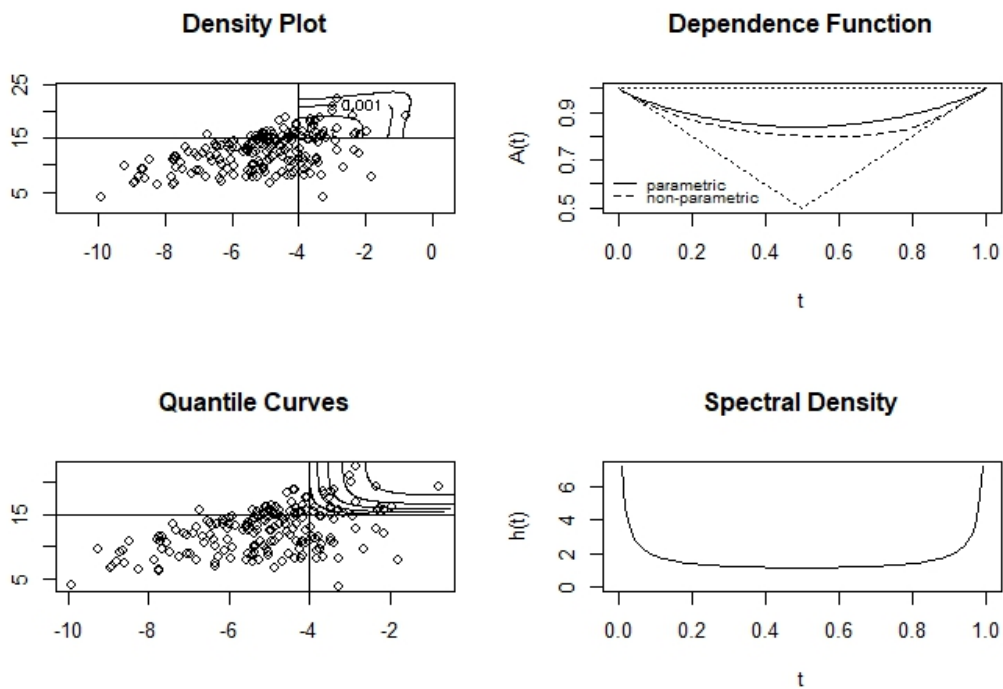 Density Plot
25
15
5
0.001
-10 -8 -6 -4 -2 0
Dependence Function
A(t)
0.9
0.7
0.5
parametric
non-parametric
0.0 0.2 0.4 0.6 0.8 1.0
t
Quantile Curves
15
5
-10 -8 -6 -4 -2
Spectral Density
h(t)
6
4
2
0
0.0 0.2 0.4 0.6 0.8 1.0
t